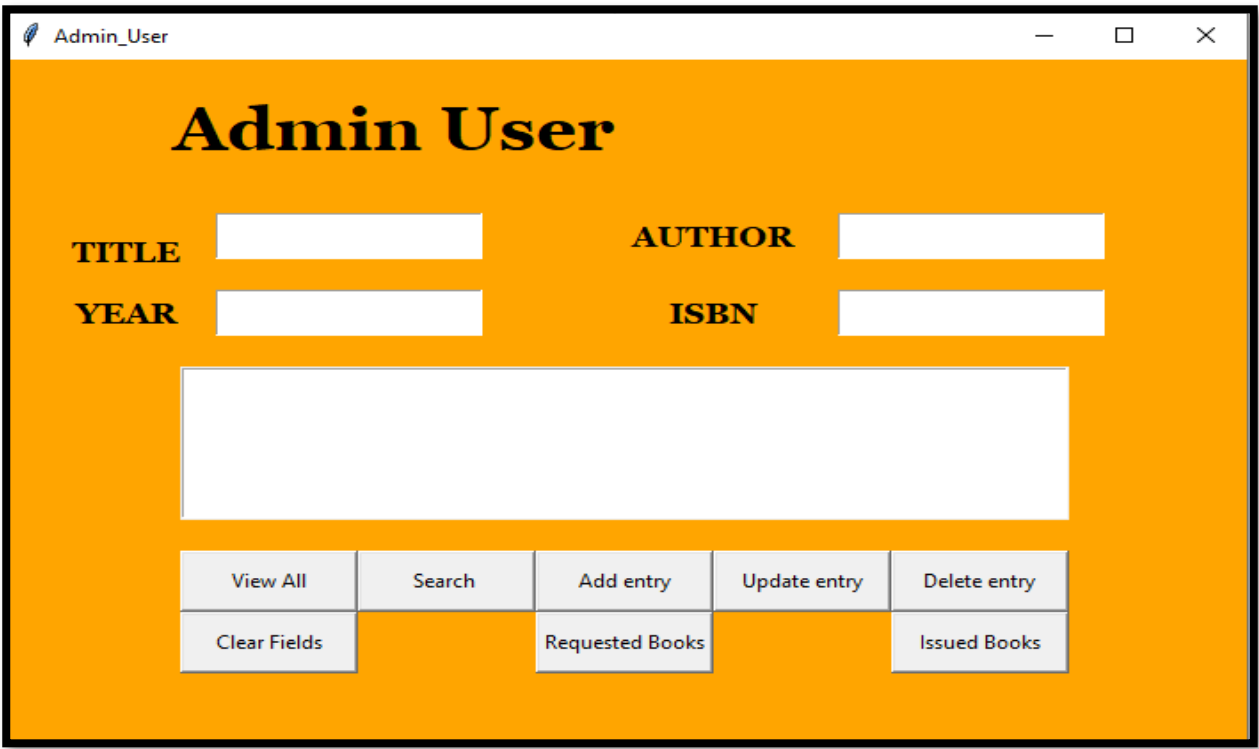 Admin_User
Admin User
TITLE
AUTHOR
YEAR
ISBN
View All Search Add entry Update entry Delete entry
Clear Fields Requested Books Issued Books